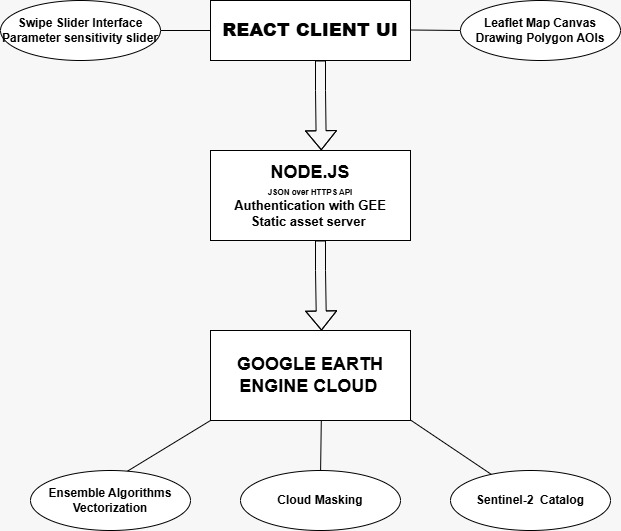 Swipe Slider Interface
Parameter sensitivity slider
REACT CLIENT UI
Leaflet Map Canvas
Drawing Polygon AOIs
NODE.JS
JSON over HTTPS API
Authentication with GEE
Static asset server
GOOGLE EARTH
ENGINE CLOUD
Ensemble Algorithms
Vectorization
Cloud Masking
Sentinel-2 Catalog